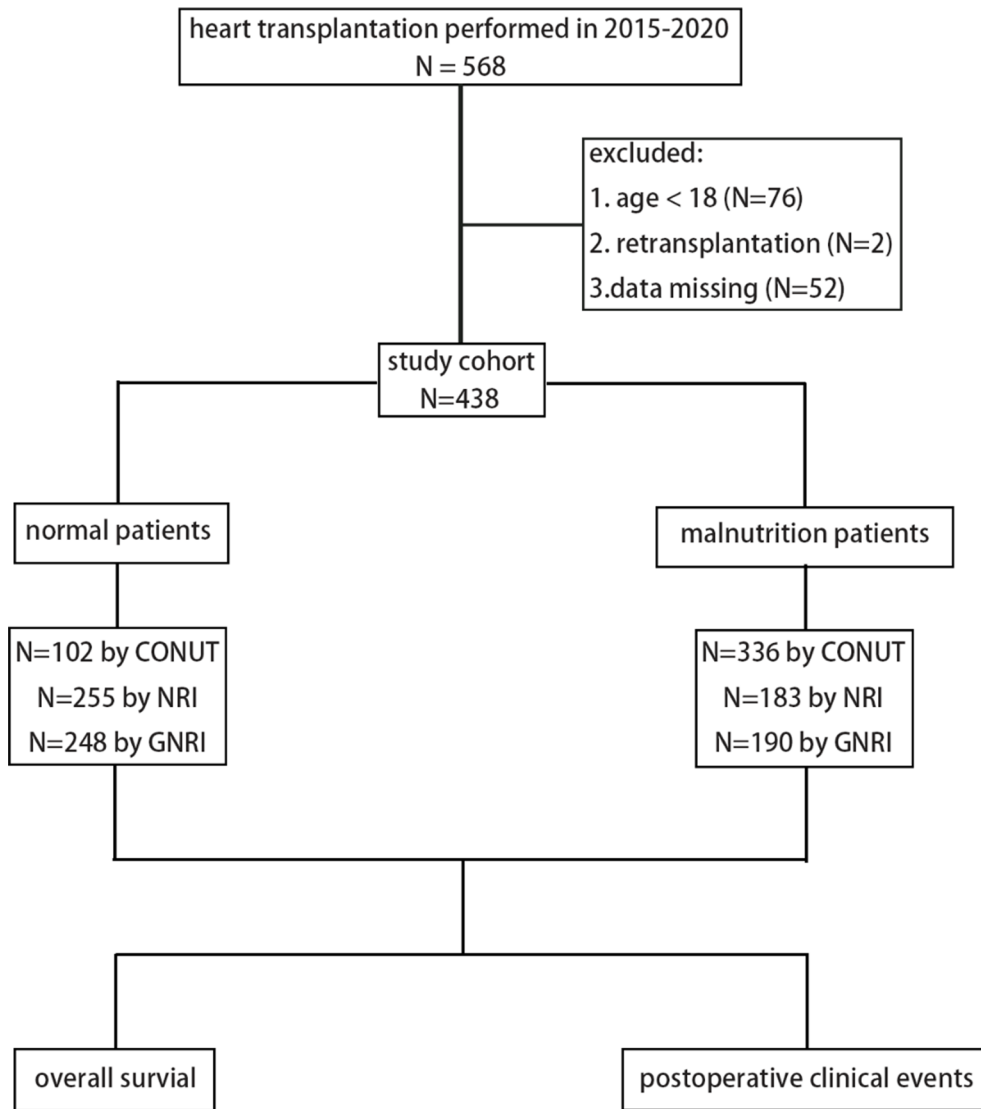 heart transplantation performed in 2015-2020
N = 568
excluded:
1. age < 18 (N=76)
2. retransplantation (N=2)
3.data missing (N=52)
study cohort
N=438
normal patients
malnutrition patients
N=102 by CONUT
N=255 by NRI
N=248 by GNRI
N=336 by CONUT
N=183 by NRI
N=190 by GNRI
overall survial
postoperative clinical events